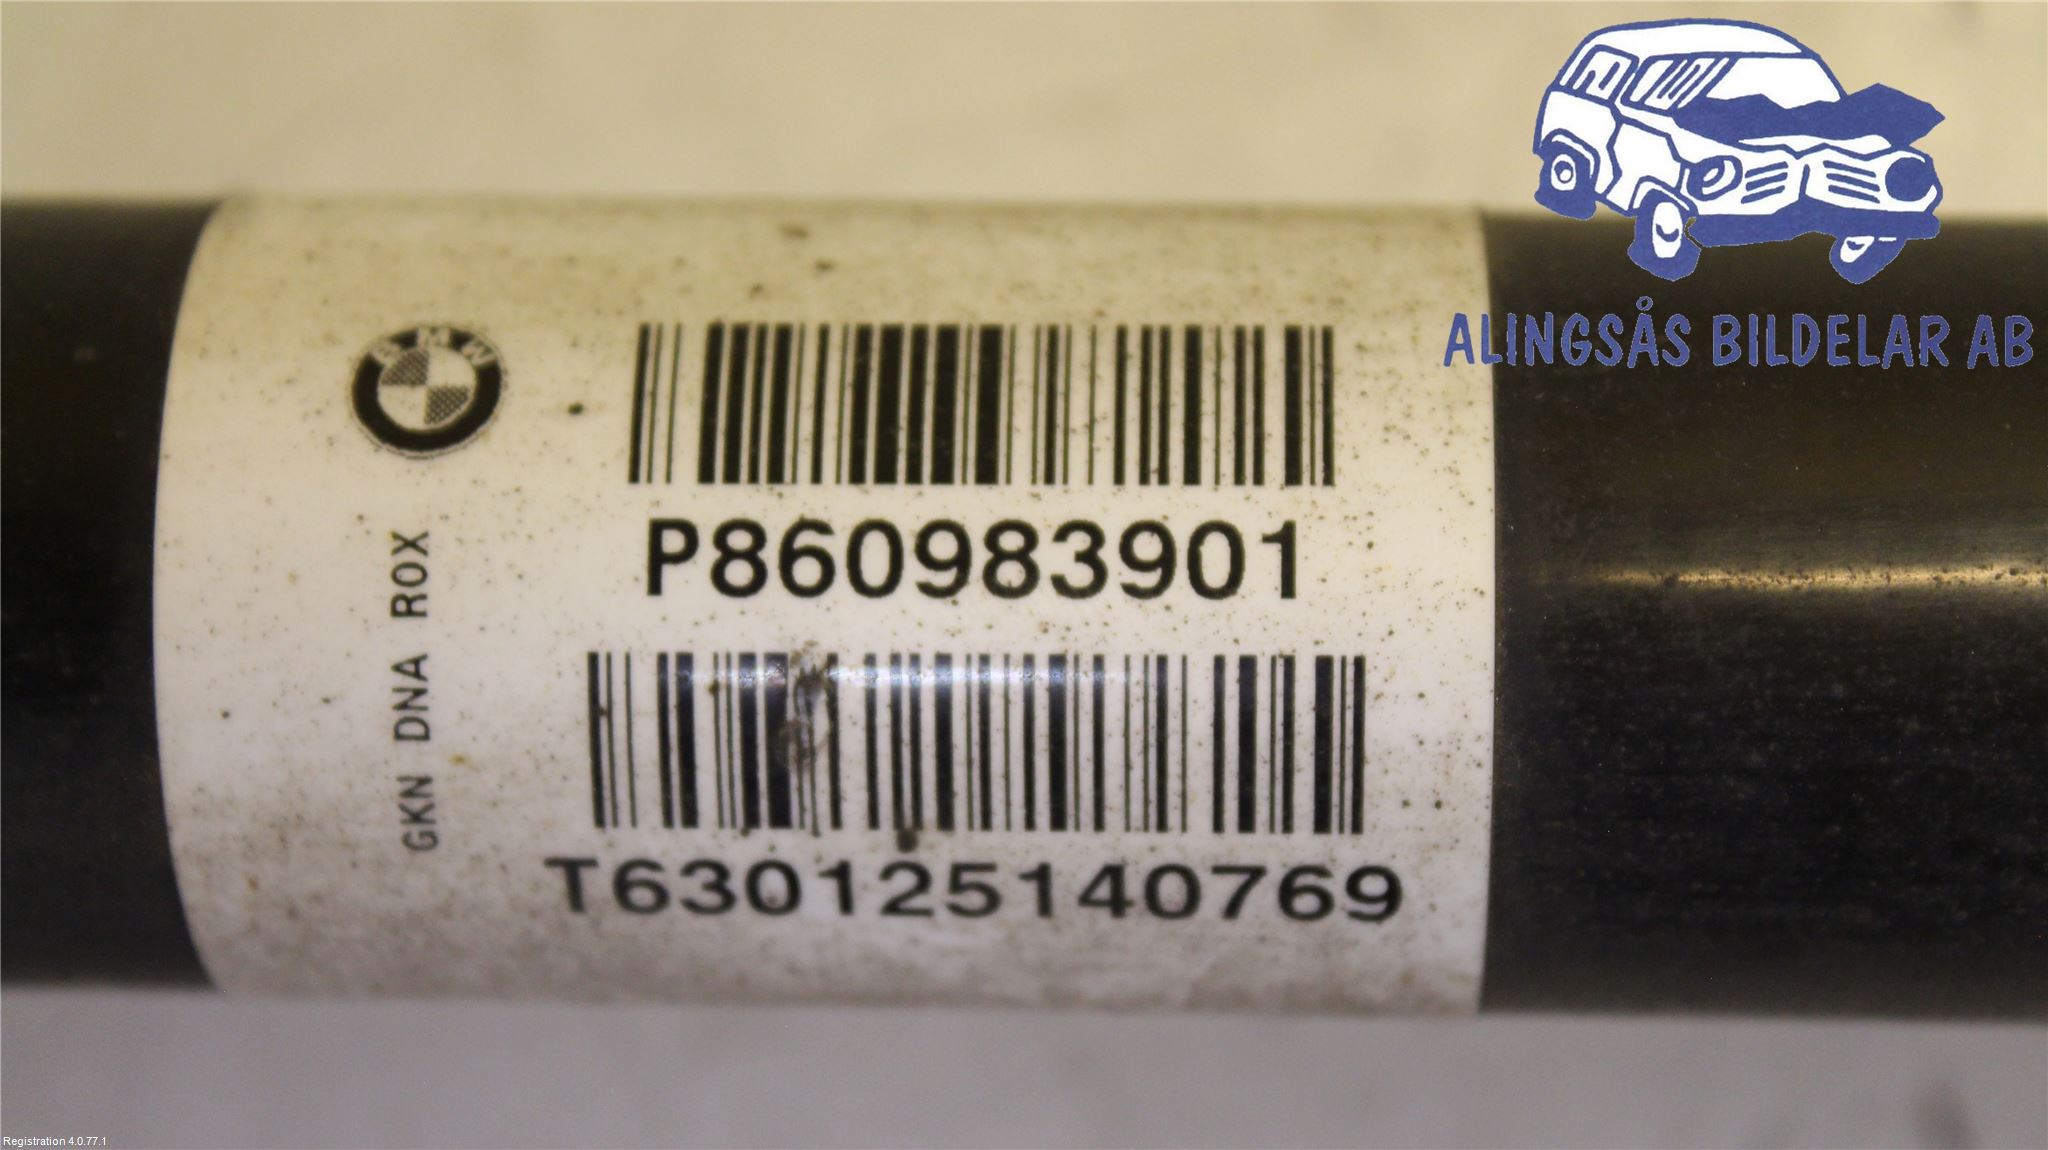 ALINGSÅS BILDELAR AB
BMW
P860983901
GKN DNA ROX
T630125140769
Registration 4.0.77.1